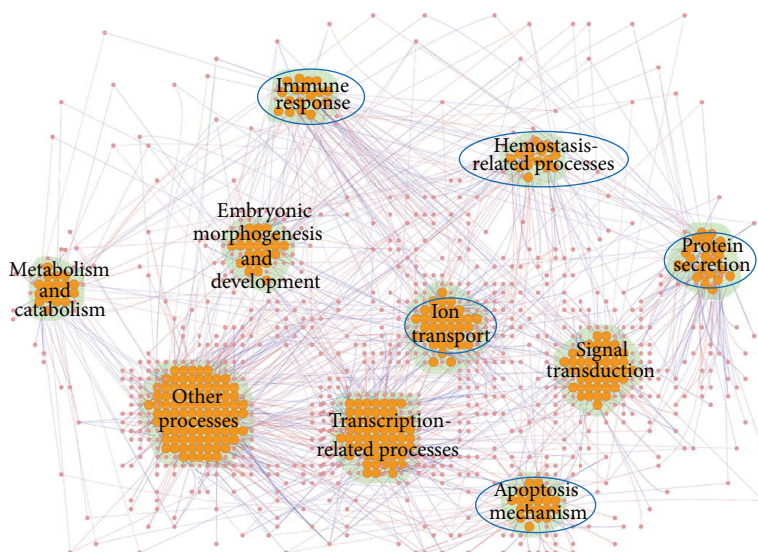 Immune
response
Hemostasis-
related processes
Embryonic
morphogenesis
and
development
Protein
secretion
Metabolism
and
catabolism
Ion
transport
Signal
transduction
Other
processes
Transcription-
related processes
Apoptosis
mechanism